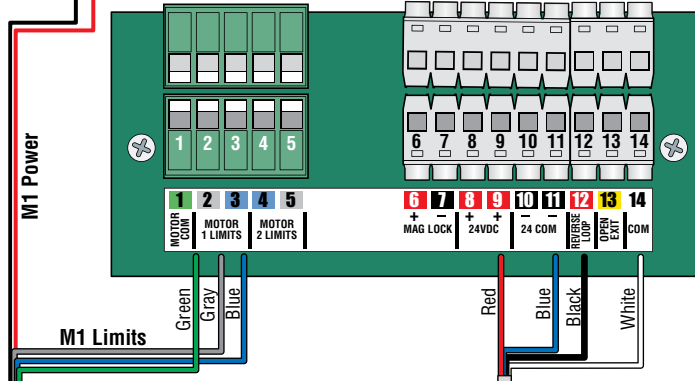 M1 Power
1 2 3 4 5
6 7 8 9 10 11 12 13 14
1 2 3 4 5
6 7 8 9 10 11 12 13 14
+ − + + − −
MOTOR
COM
MOTOR
1 LIMITS
MOTOR
2 LIMITS
MAG LOCK
24VDC
24 COM
REVERSE
LOOP
OPEN
EXIT
COM
Green
Gray
Blue
Red
Blue
Black
White
M1 Limits